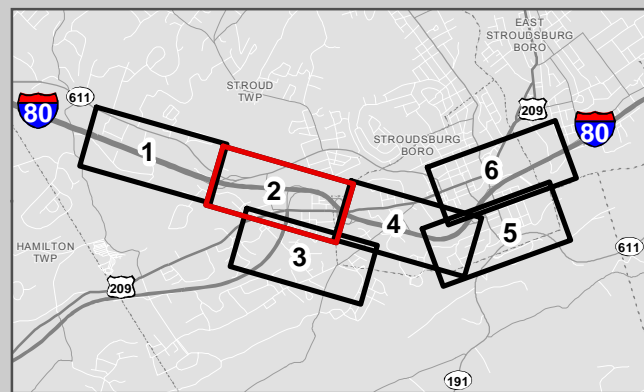 EAST
STROUDSBURG
BORO
611
80
STROUD
TWP
209
80
STROUDSBURG
BORO
1
6
2
4
5
HAMILTON
TWP
3
611
209
191